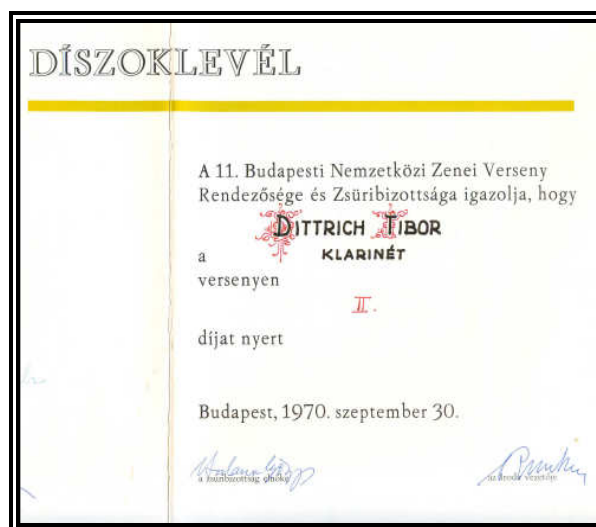 DÍSZOKLEVÉL
A 11. Budapesti Nemzetközi Zenei Verseny
Rendezősége és Zsüribizottsága igazolja, hogy
DITTRICH TIBOR
a KLARINÉT
versenyen
II.
díjat nyert
Budapest, 1970. szeptember 30.
a zsüribizottság elnöke
az iroda vezetője